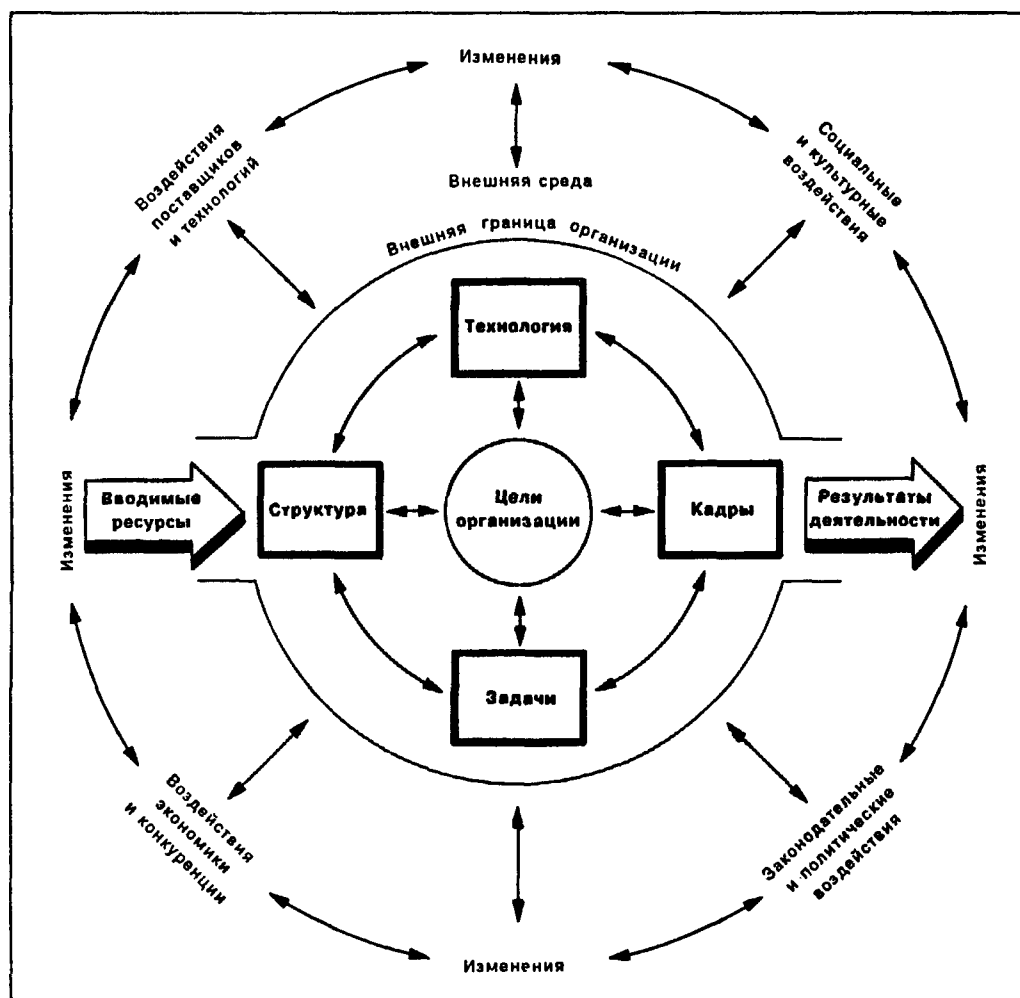 Изменения
Воздействия
поставщиков
и технологий
Социальные
и культурные
воздействия
Внешняя среда
Внешняя граница организации
Технология
Изменения
Вводимые
ресурсы
Структура
Цели
организации
Кадры
Результаты
деятельности
Изменения
Задачи
Воздействия
экономики
и конкуренции
Законодательные
и политические
воздействия
Изменения